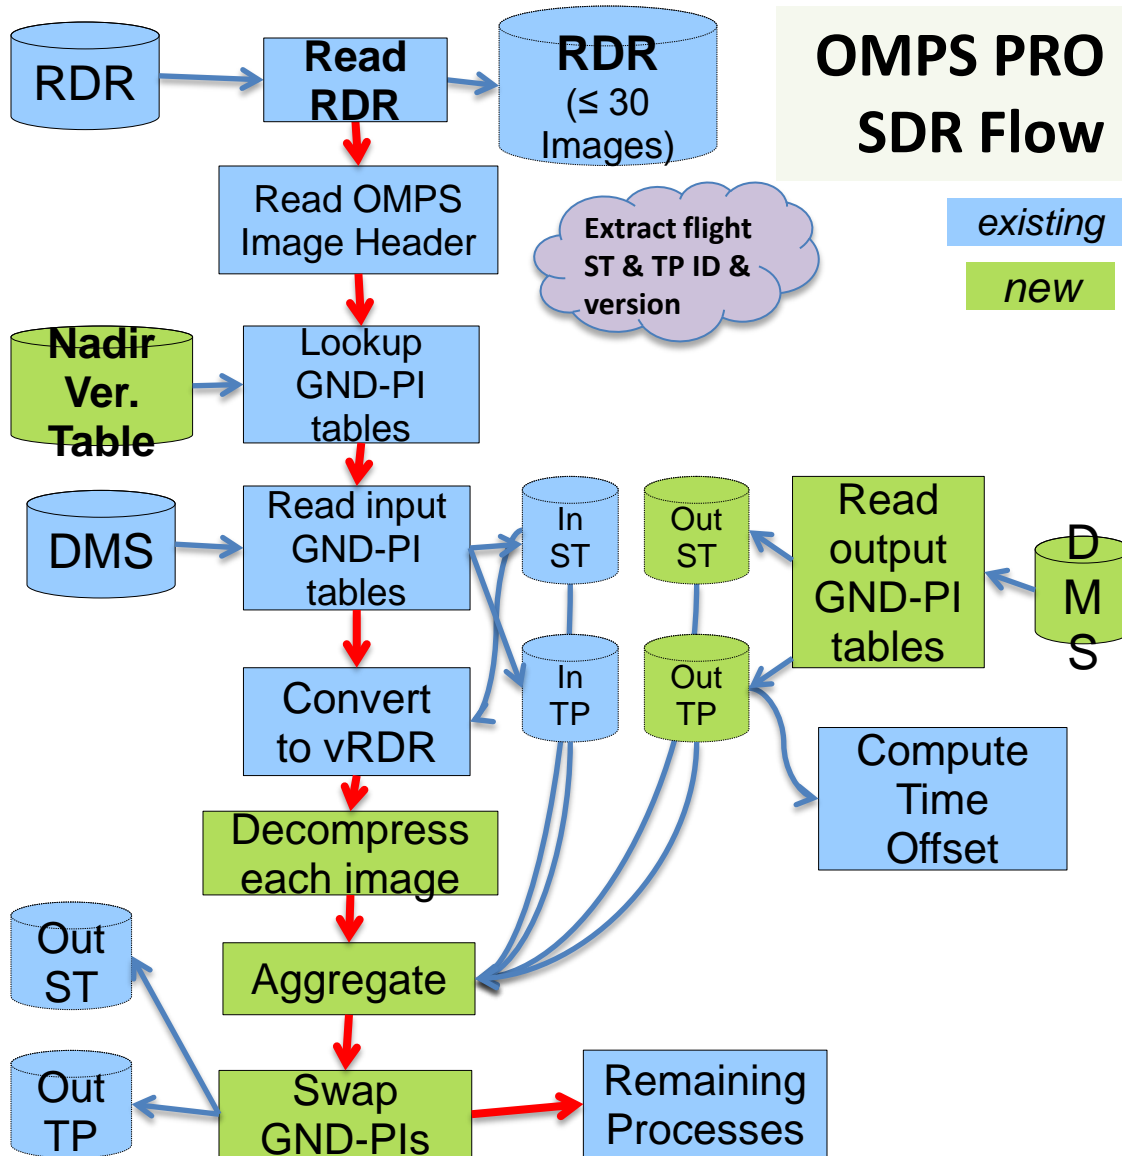 RDR
Read
RDR
RDR
(≤ 30
Images)
OMPS PRO
SDR Flow
Read OMPS
Image Header
Extract flight
ST & TP ID &
version
existing
new
Nadir
Ver.
Table
Lookup
GND-PI
tables
DMS
Read input
GND-PI
tables
In
ST
Out
ST
Read
output
GND-PI
tables
D
M
S
Convert
to vRDR
In
TP
Out
TP
Compute
Time
Offset
Decompress
each image
Out
ST
Aggregate
Out
TP
Swap
GND-PIs
Remaining
Processes